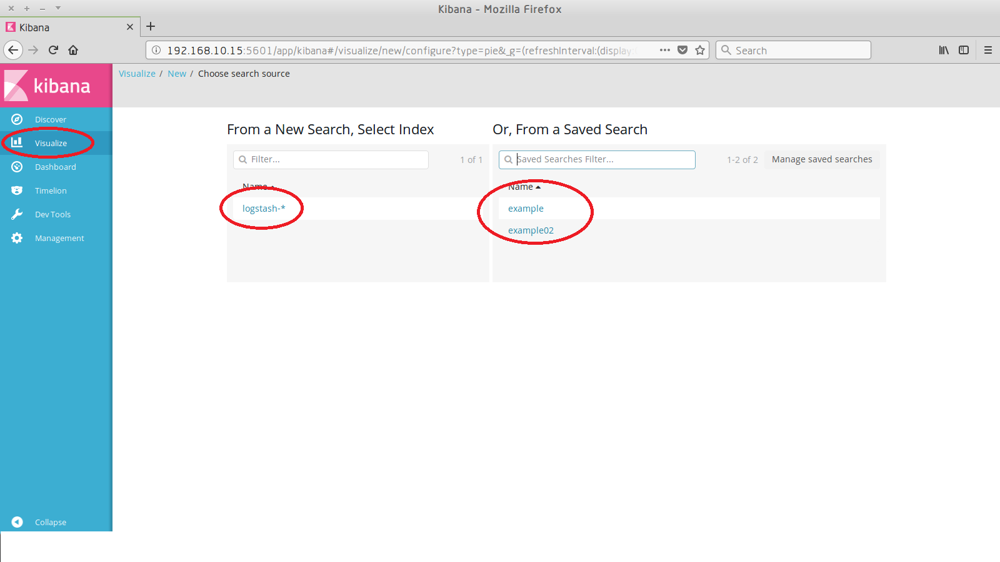 Kibana - Mozilla Firefox
Kibana
192.168.10.15:5601/app/kibana#/visualize/new/configure?type=pie&_g=(refreshInterval:(display:
Search
kibana
Visualize / New / Choose search source
Discover
Visualize
Dashboard
Timelion
Dev Tools
Management
Collapse
From a New Search, Select Index
Filter...
1 of 1
Name
logstash-*
Or, From a Saved Search
Saved Searches Filter...
1-2 of 2
Manage saved searches
Name
example
example02